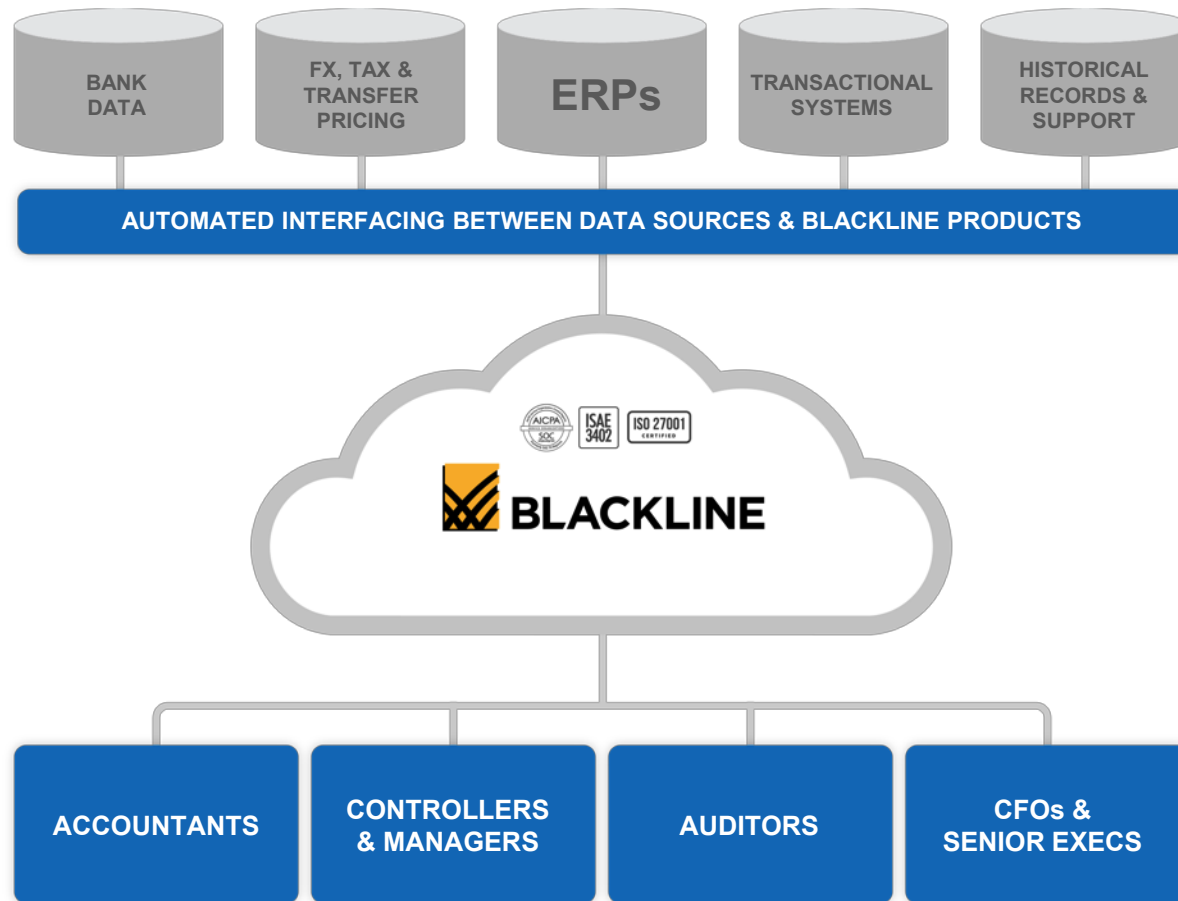 BANK
DATA
FX, TAX &
TRANSFER
PRICING
ERPs
TRANSACTIONAL
SYSTEMS
HISTORICAL
RECORDS &
SUPPORT
AUTOMATED INTERFACING BETWEEN DATA SOURCES & BLACKLINE PRODUCTS
AICPA
SOC
ISAE
3402
ISO 27001
CERTIFIED
BLACKLINE
ACCOUNTANTS
CONTROLLERS
& MANAGERS
AUDITORS
CFOs &
SENIOR EXECS